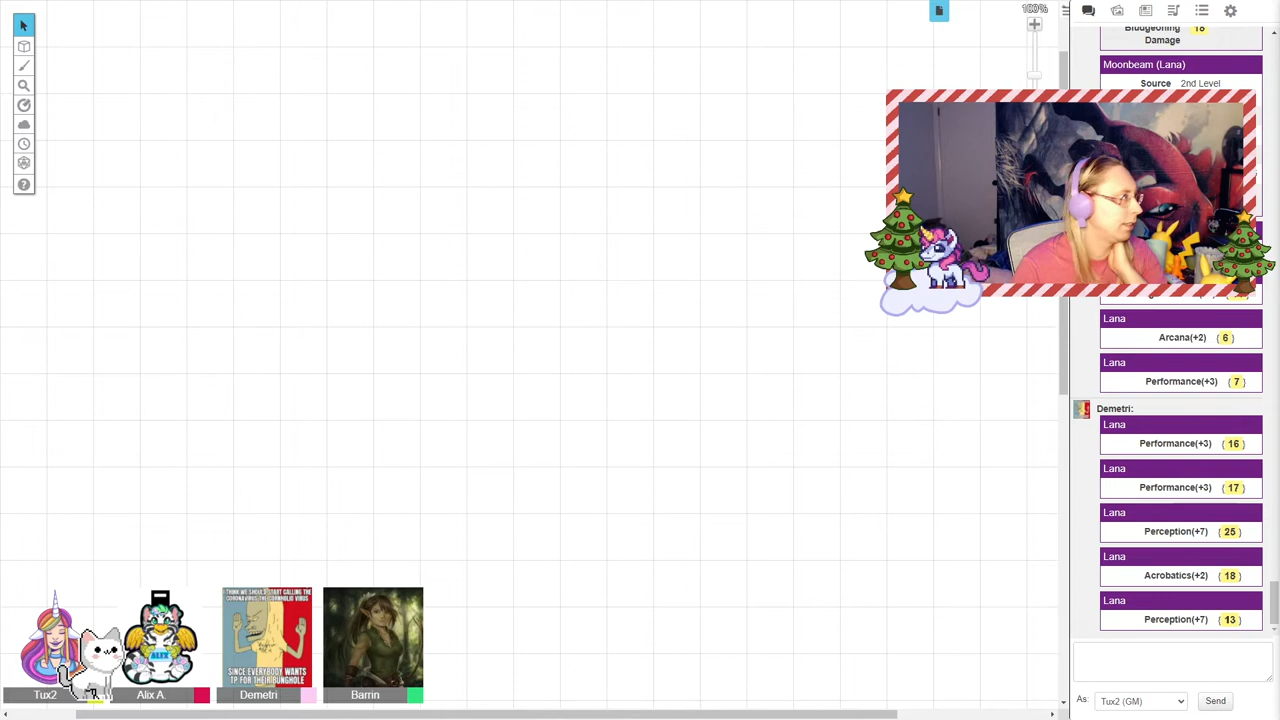 180%
Bludgeoning
Damage
18
Moonbeam (Lana)
Source 2nd Level
Lana
Arcana(+2) (6)
Lana
Performance(+3) (7)
Demetri:
Lana
Performance(+3) (16)
Lana
Performance(+3) (17)
Lana
Perception(+7) (25)
Lana
Acrobatics(+2) (18)
Lana
Perception(+7) (13)
I THINK WE SHOULD START CALLING THE
CORONAVIRUS THE CORNHOLIO VIRUS
SINCE EVERYBODY WANTS
TP FOR THEIR BUNGHOLE
ALIX
Tux2
Alix A.
Demetri
Barrin
As: Tux2 (GM) Send